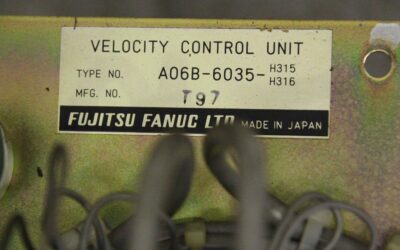 VELOCITY CONTROL UNIT
TYPE NO. A06B-6035-H315 H316
MFG. NO. T97
FUJITSU FANUC LTD MADE IN JAPAN